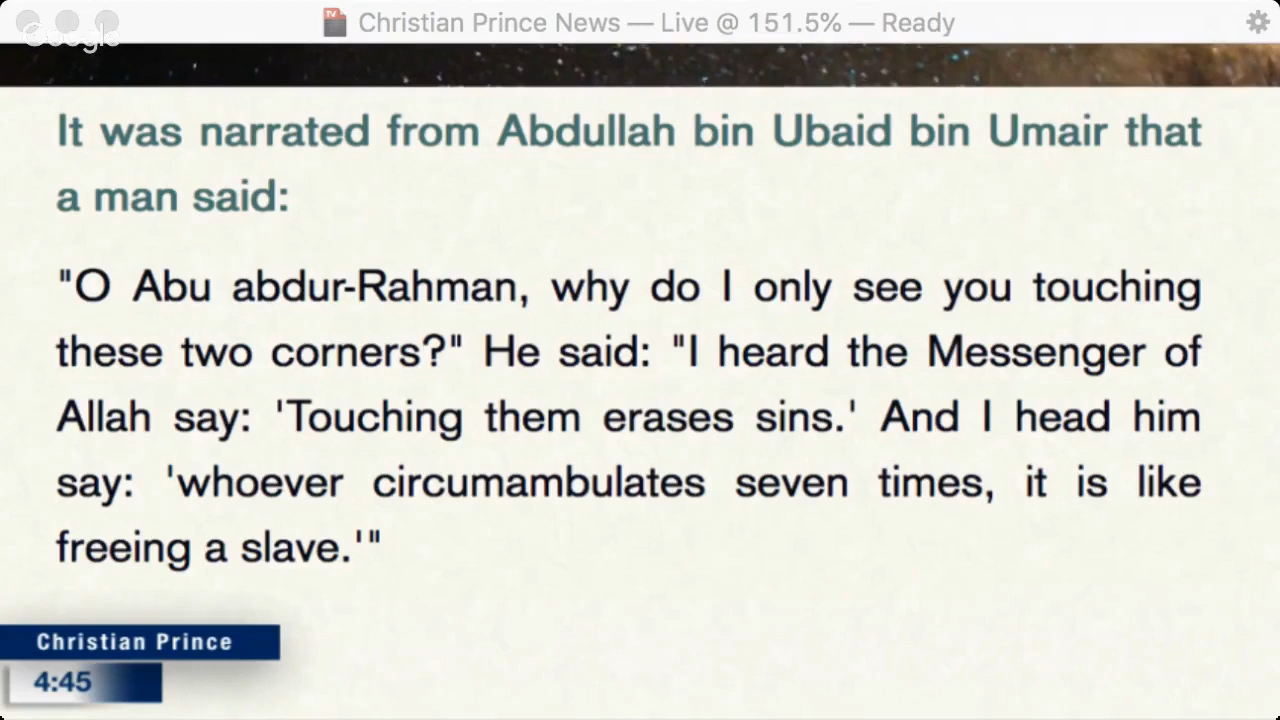 Christian Prince News — Live @ 151.5% — Ready
Google
It was narrated from Abdullah bin Ubaid bin Umair that
a man said:
"O Abu abdur-Rahman, why do I only see you touching
these two corners?" He said: "I heard the Messenger of
Allah say: 'Touching them erases sins.' And I head him
say: 'whoever circumambulates seven times, it is like
freeing a slave.'"
Christian Prince
4:45